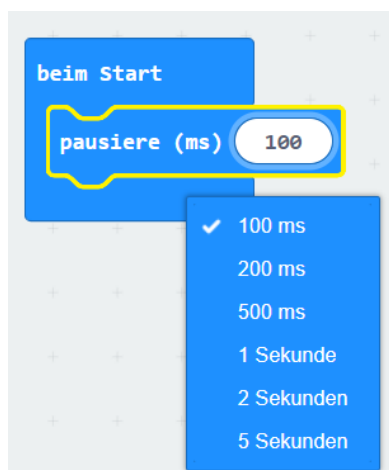 beim Start
pausiere (ms) 100
✓ 100 ms
200 ms
500 ms
1 Sekunde
2 Sekunden
5 Sekunden